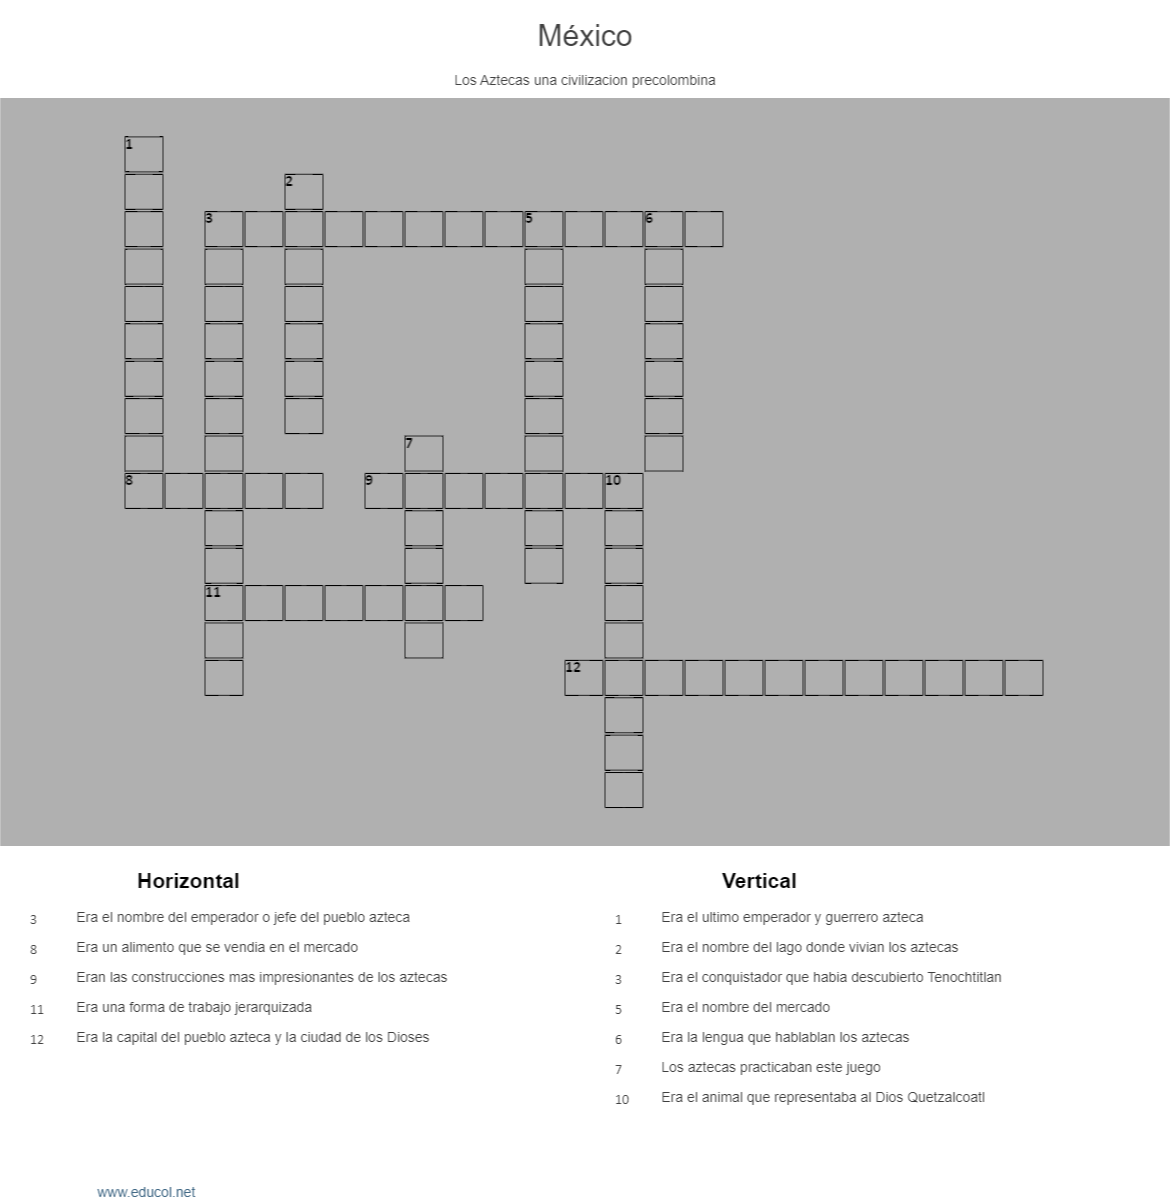 México
Los Aztecas una civilizacion precolombina
1
2
3 5 6
7
8 9 10
11
12
Horizontal
3 Era el nombre del emperador o jefe del pueblo azteca
8 Era un alimento que se vendia en el mercado
9 Eran las construcciones mas impresionantes de los aztecas
11 Era una forma de trabajo jerarquizada
12 Era la capital del pueblo azteca y la ciudad de los Dioses
Vertical
1 Era el ultimo emperador y guerrero azteca
2 Era el nombre del lago donde vivian los aztecas
3 Era el conquistador que habia descubierto Tenochtitlan
5 Era el nombre del mercado
6 Era la lengua que hablablan los aztecas
7 Los aztecas practicaban este juego
10 Era el animal que representaba al Dios Quetzalcoatl
www.educol.net